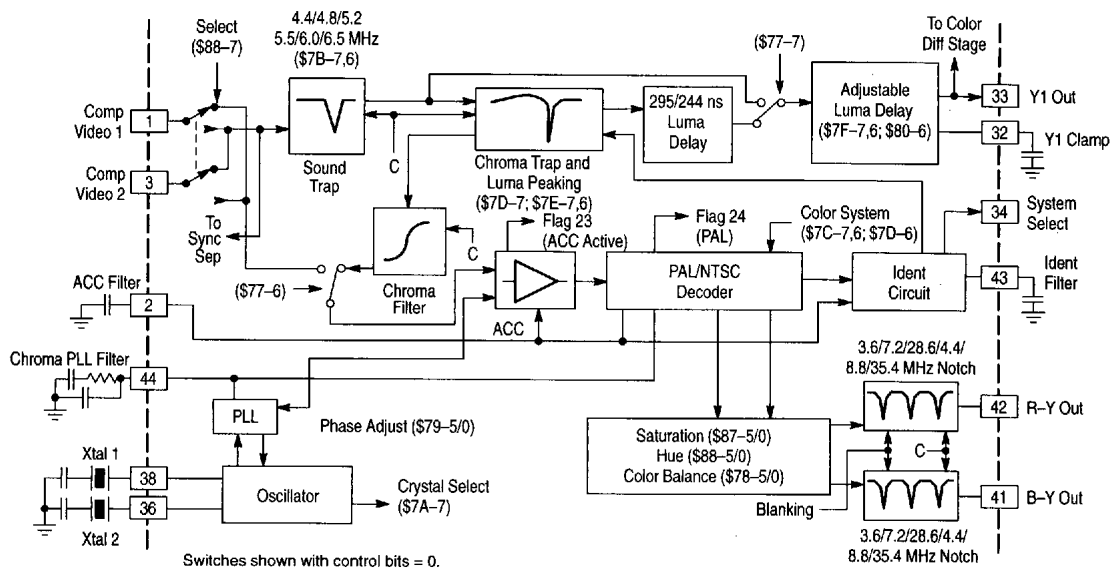 4.4/4.8/5.2
5.5/6.0/6.5 MHz
($7B–7,6)
Select
($88–7)
($77–7)
To Color
Diff Stage
Comp
Video 1
1
Comp
Video 2
3
Sound
Trap
C
Chroma Trap and
Luma Peaking
($7D–7; $7E–7,6)
295/244 ns
Luma
Delay
Adjustable
Luma Delay
($7F–7,6; $80–6)
33
Y1 Out
32
Y1 Clamp
To
Sync
Sep
C
Chroma
Filter
($77–6)
Flag 23
(ACC Active)
Flag 24
(PAL)
Color System
($7C–7,6; $7D–6)
34
System
Select
ACC Filter
2
ACC
PAL/NTSC
Decoder
Ident
Circuit
43
Ident
Filter
Chroma PLL Filter
44
PLL
Phase Adjust ($79–5/0)
3.6/7.2/28.6/4.4/
8.8/35.4 MHz Notch
42
R–Y Out
Saturation ($87–5/0)
Hue ($88–5/0)
Color Balance ($78–5/0)
C
Blanking
41
B–Y Out
3.6/7.2/28.6/4.4/
8.8/35.4 MHz Notch
Xtal 1
38
36
Xtal 2
Oscillator
Crystal Select
($7A–7)
Switches shown with control bits = 0.